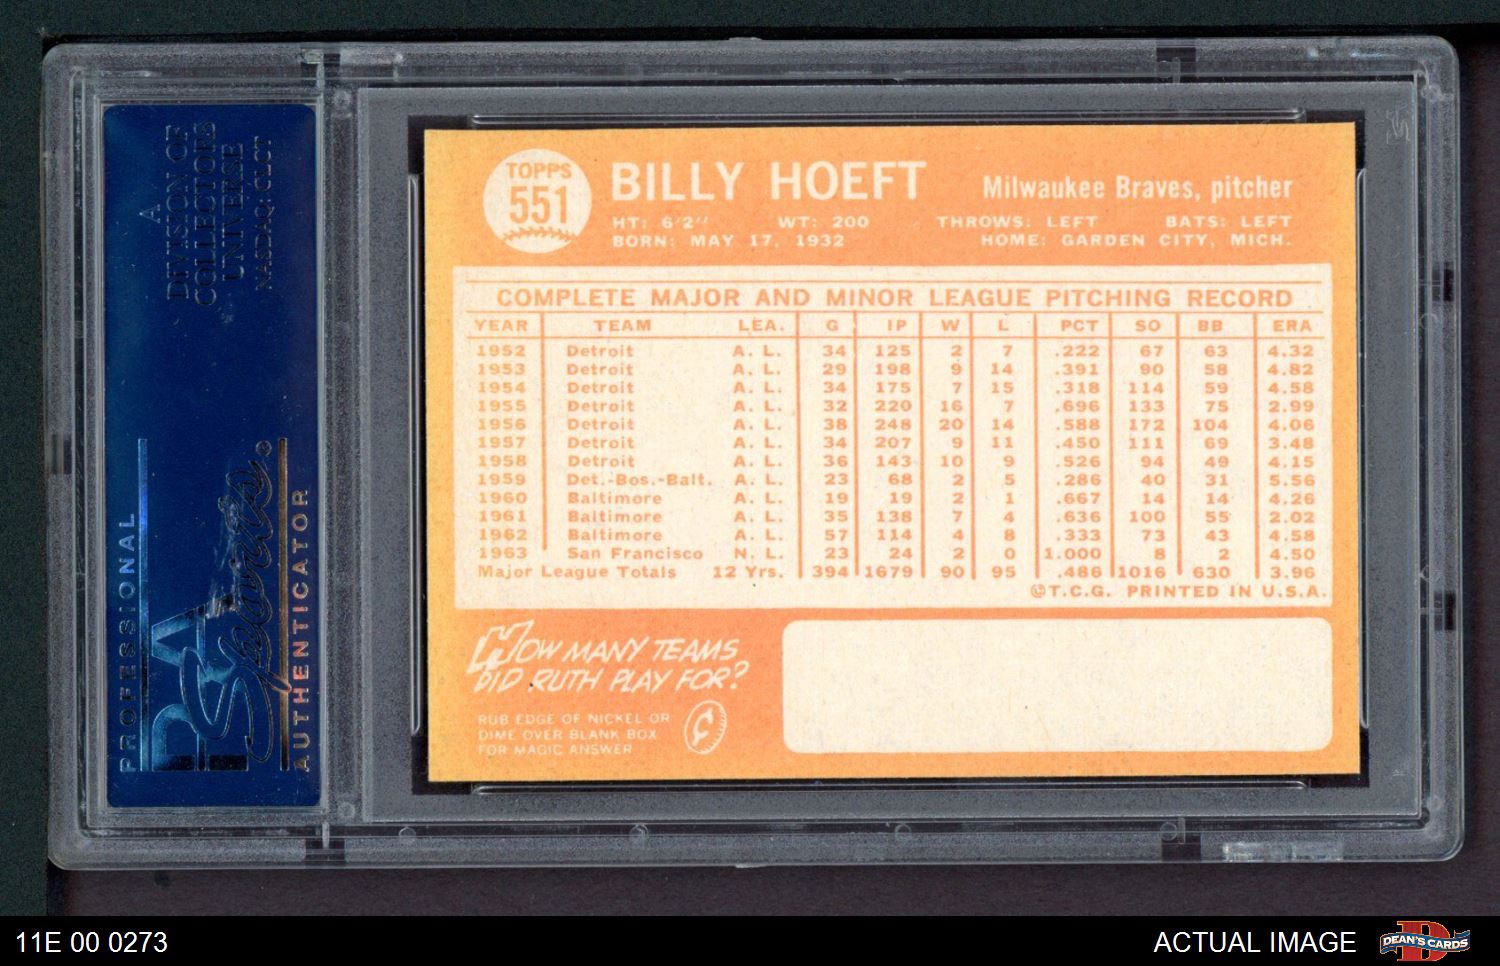 A
DIVISION OF
COLLECTORS
UNIVERSE
NASDAQ: CLCT
PROFESSIONAL
PSA
Sports
AUTHENTICATOR
TOPPS
551
BILLY HOEFT
Milwaukee Braves, pitcher
HT: 6'2" WT: 200 THROWS: LEFT BATS: LEFT
BORN: MAY 17, 1932 HOME: GARDEN CITY, MICH.
COMPLETE MAJOR AND MINOR LEAGUE PITCHING RECORD
YEAR TEAM LEA. G IP W L PCT SO BB ERA
1952 Detroit A. L. 34 125 2 7 .222 67 63 4.32
1953 Detroit A. L. 29 198 9 14 .391 90 58 4.82
1954 Detroit A. L. 34 175 7 15 .318 114 59 4.58
1955 Detroit A. L. 32 220 16 7 .696 133 75 2.99
1956 Detroit A. L. 38 248 20 14 .588 172 104 4.06
1957 Detroit A. L. 34 207 9 11 .450 111 69 3.48
1958 Detroit A. L. 36 143 10 9 .526 94 49 4.15
1959 Det.-Bos.-Balt. A. L. 23 68 2 5 .286 40 31 5.56
1960 Baltimore A. L. 19 19 2 1 .667 14 14 4.26
1961 Baltimore A. L. 35 138 7 4 .636 100 55 2.02
1962 Baltimore A. L. 57 114 4 8 .333 73 43 4.58
1963 San Francisco N. L. 23 24 2 0 1.000 8 2 4.50
Major League Totals 12 Yrs. 394 1679 90 95 .486 1016 630 3.96
©T.C.G. PRINTED IN U.S.A.
HOW MANY TEAMS
DID RUTH PLAY FOR?
RUB EDGE OF NICKEL OR
DIME OVER BLANK BOX
FOR MAGIC ANSWER
11E 00 0273
ACTUAL IMAGE
DEAN'S CARDS